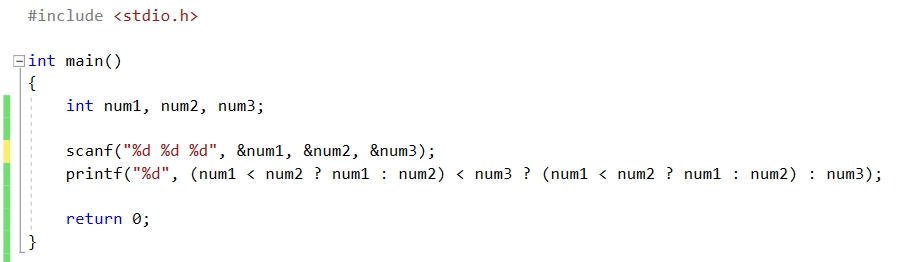 #include <stdio.h>
int main()
{
int num1, num2, num3;
scanf("%d %d %d", &num1, &num2, &num3);
printf("%d", (num1 < num2 ? num1 : num2) < num3 ? (num1 < num2 ? num1 : num2) : num3);
return 0;
}